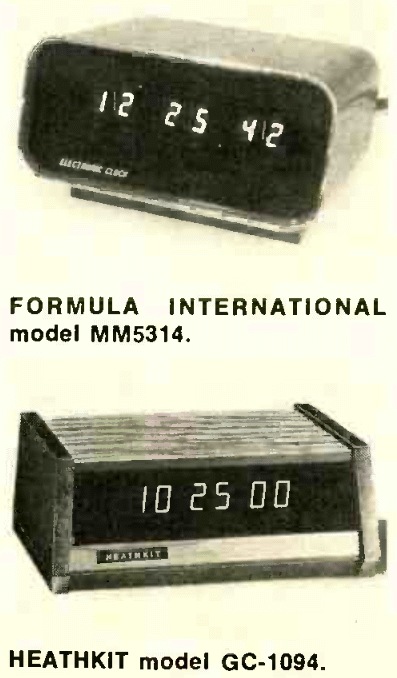 12 25 42
ELECTRONIC CLOCK
FORMULA INTERNATIONAL
model MM5314.
10 25 00
HEATHKIT
HEATHKIT model GC-1094.